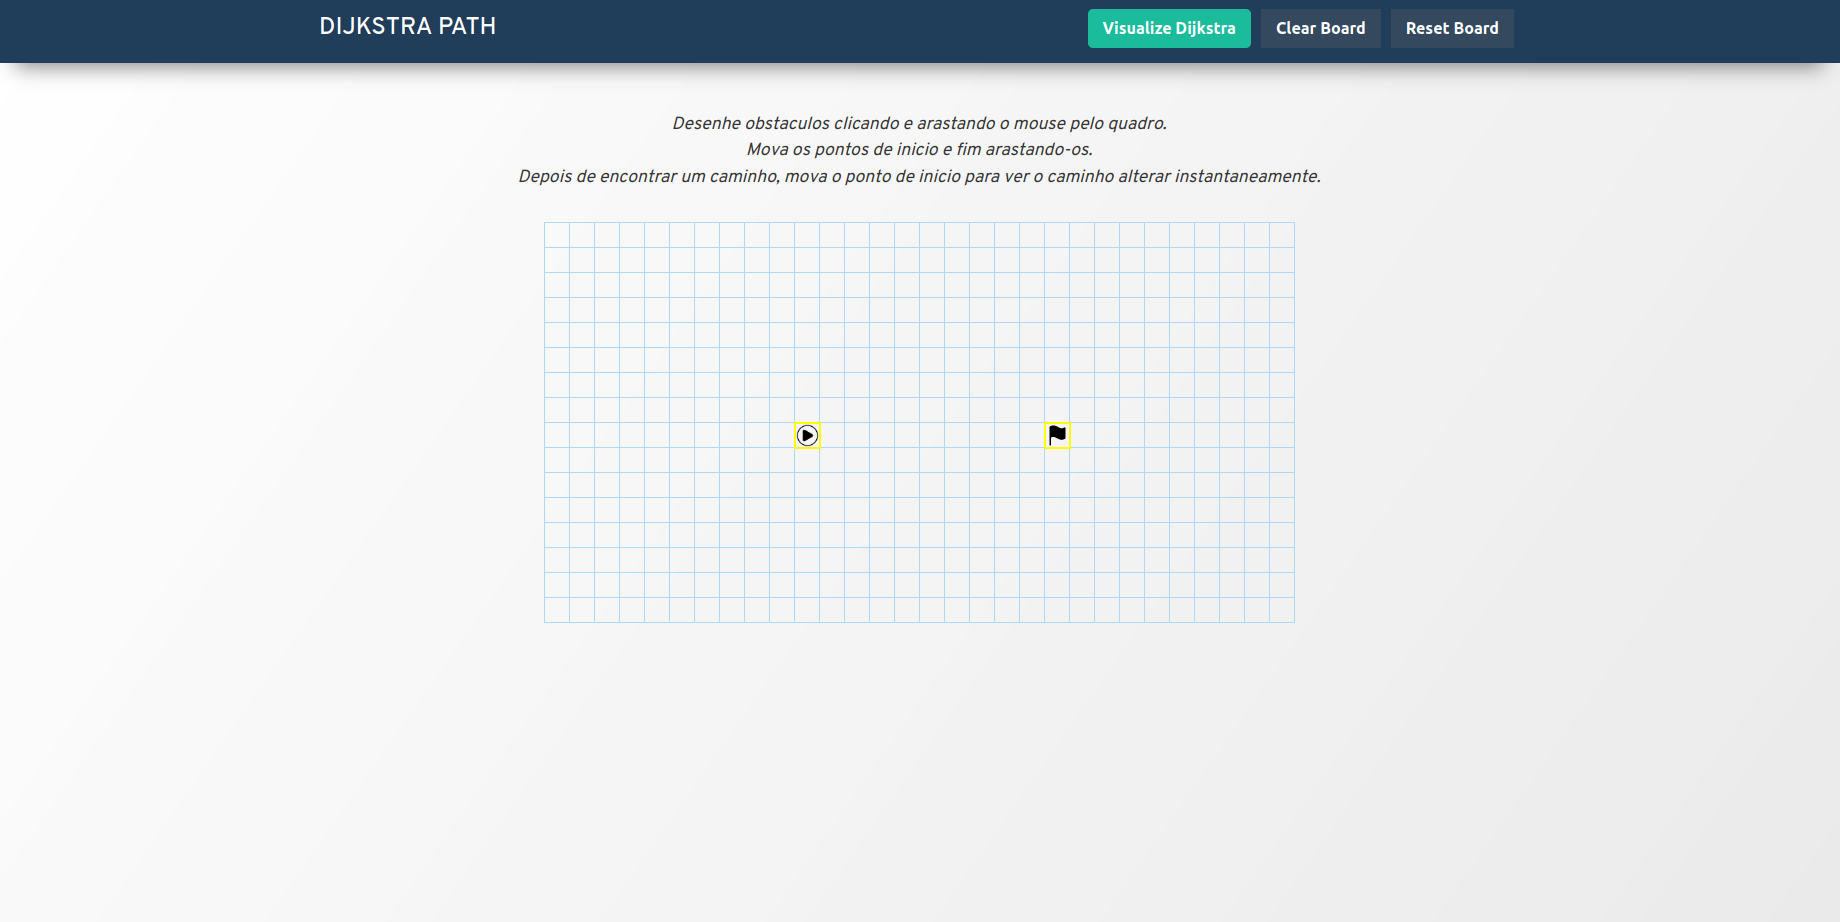 DIJKSTRA PATH
Visualize Dijkstra
Clear Board
Reset Board
Desenhe obstaculos clicando e arastando o mouse pelo quadro.
Mova os pontos de inicio e fim arastando-os.
Depois de encontrar um caminho, mova o ponto de inicio para ver o caminho alterar instantaneamente.